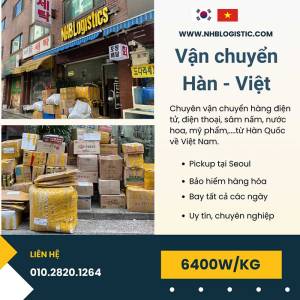 WWW.NHBLOGISTIC.COM
NHBLogistics
Vận chuyển
Hàn - Việt
Chuyên vận chuyển hàng điện
tử, điện thoại, sâm nấm, nước
hoa, mỹ phẩm,....từ Hàn Quốc
về Việt Nam.
Pickup tại Seoul
Bảo hiểm hàng hóa
Bay tất cả các ngày
Uy tín, chuyên nghiệp
LIÊN HỆ
010.2820.1264
6400W/KG